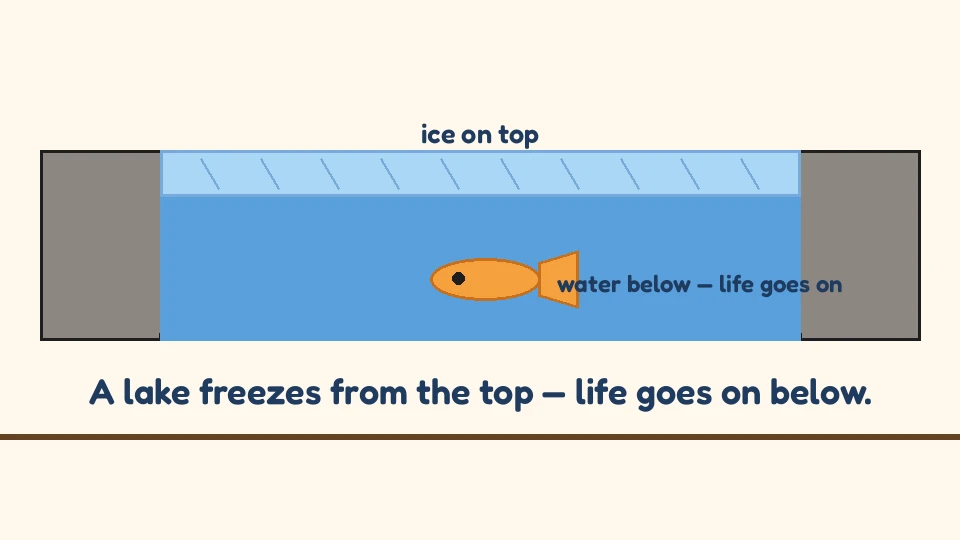 ice on top
water below — life goes on
A lake freezes from the top — life goes on below.